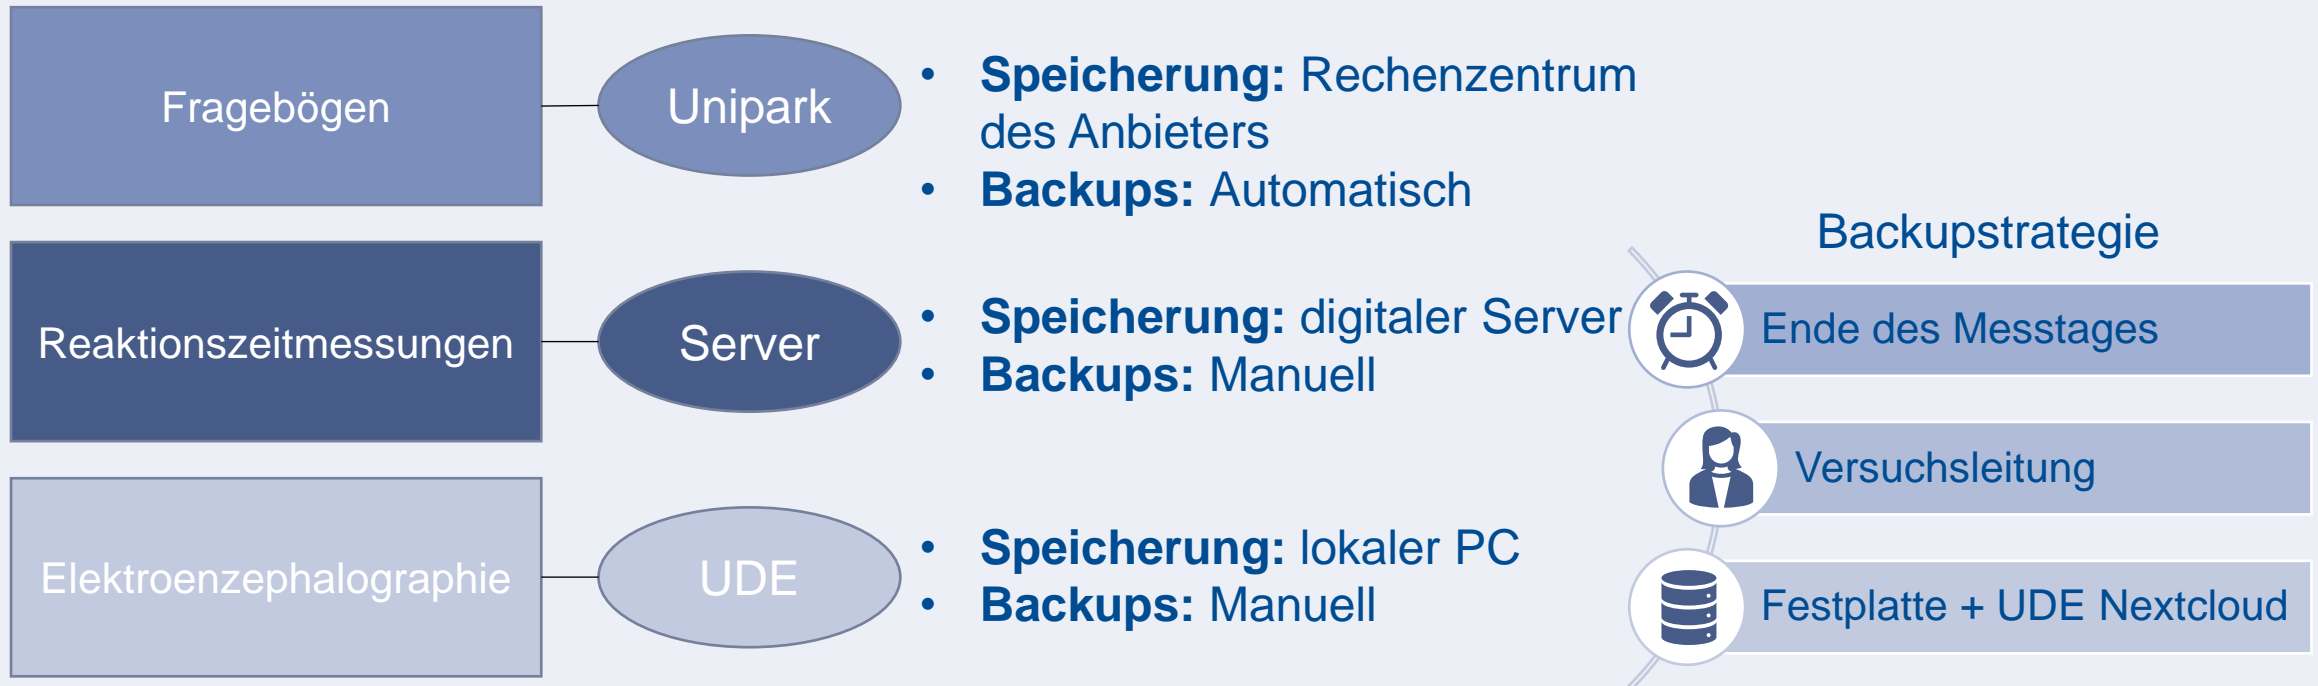 Fragebögen
Unipark
• Speicherung: Rechenzentrum
des Anbieters
• Backups: Automatisch
Reaktionszeitmessungen
Server
• Speicherung: digitaler Server
• Backups: Manuell
Elektroenzephalographie
UDE
• Speicherung: lokaler PC
• Backups: Manuell
Backupstrategie
Ende des Messtages
Versuchsleitung
Festplatte + UDE Nextcloud